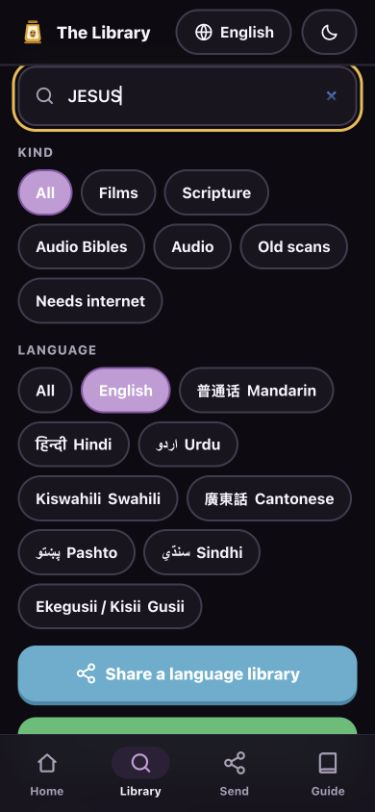 The Library English
JESUS
KIND
All Films Scripture
Audio Bibles Audio Old scans
Needs internet
LANGUAGE
All English 普通话 Mandarin
हिन्दी Hindi اردو Urdu
Kiswahili Swahili 廣東話 Cantonese
پښتو Pashto سنڌي Sindhi
Ekegusii / Kisii Gusii
Share a language library
Home Library Send Guide